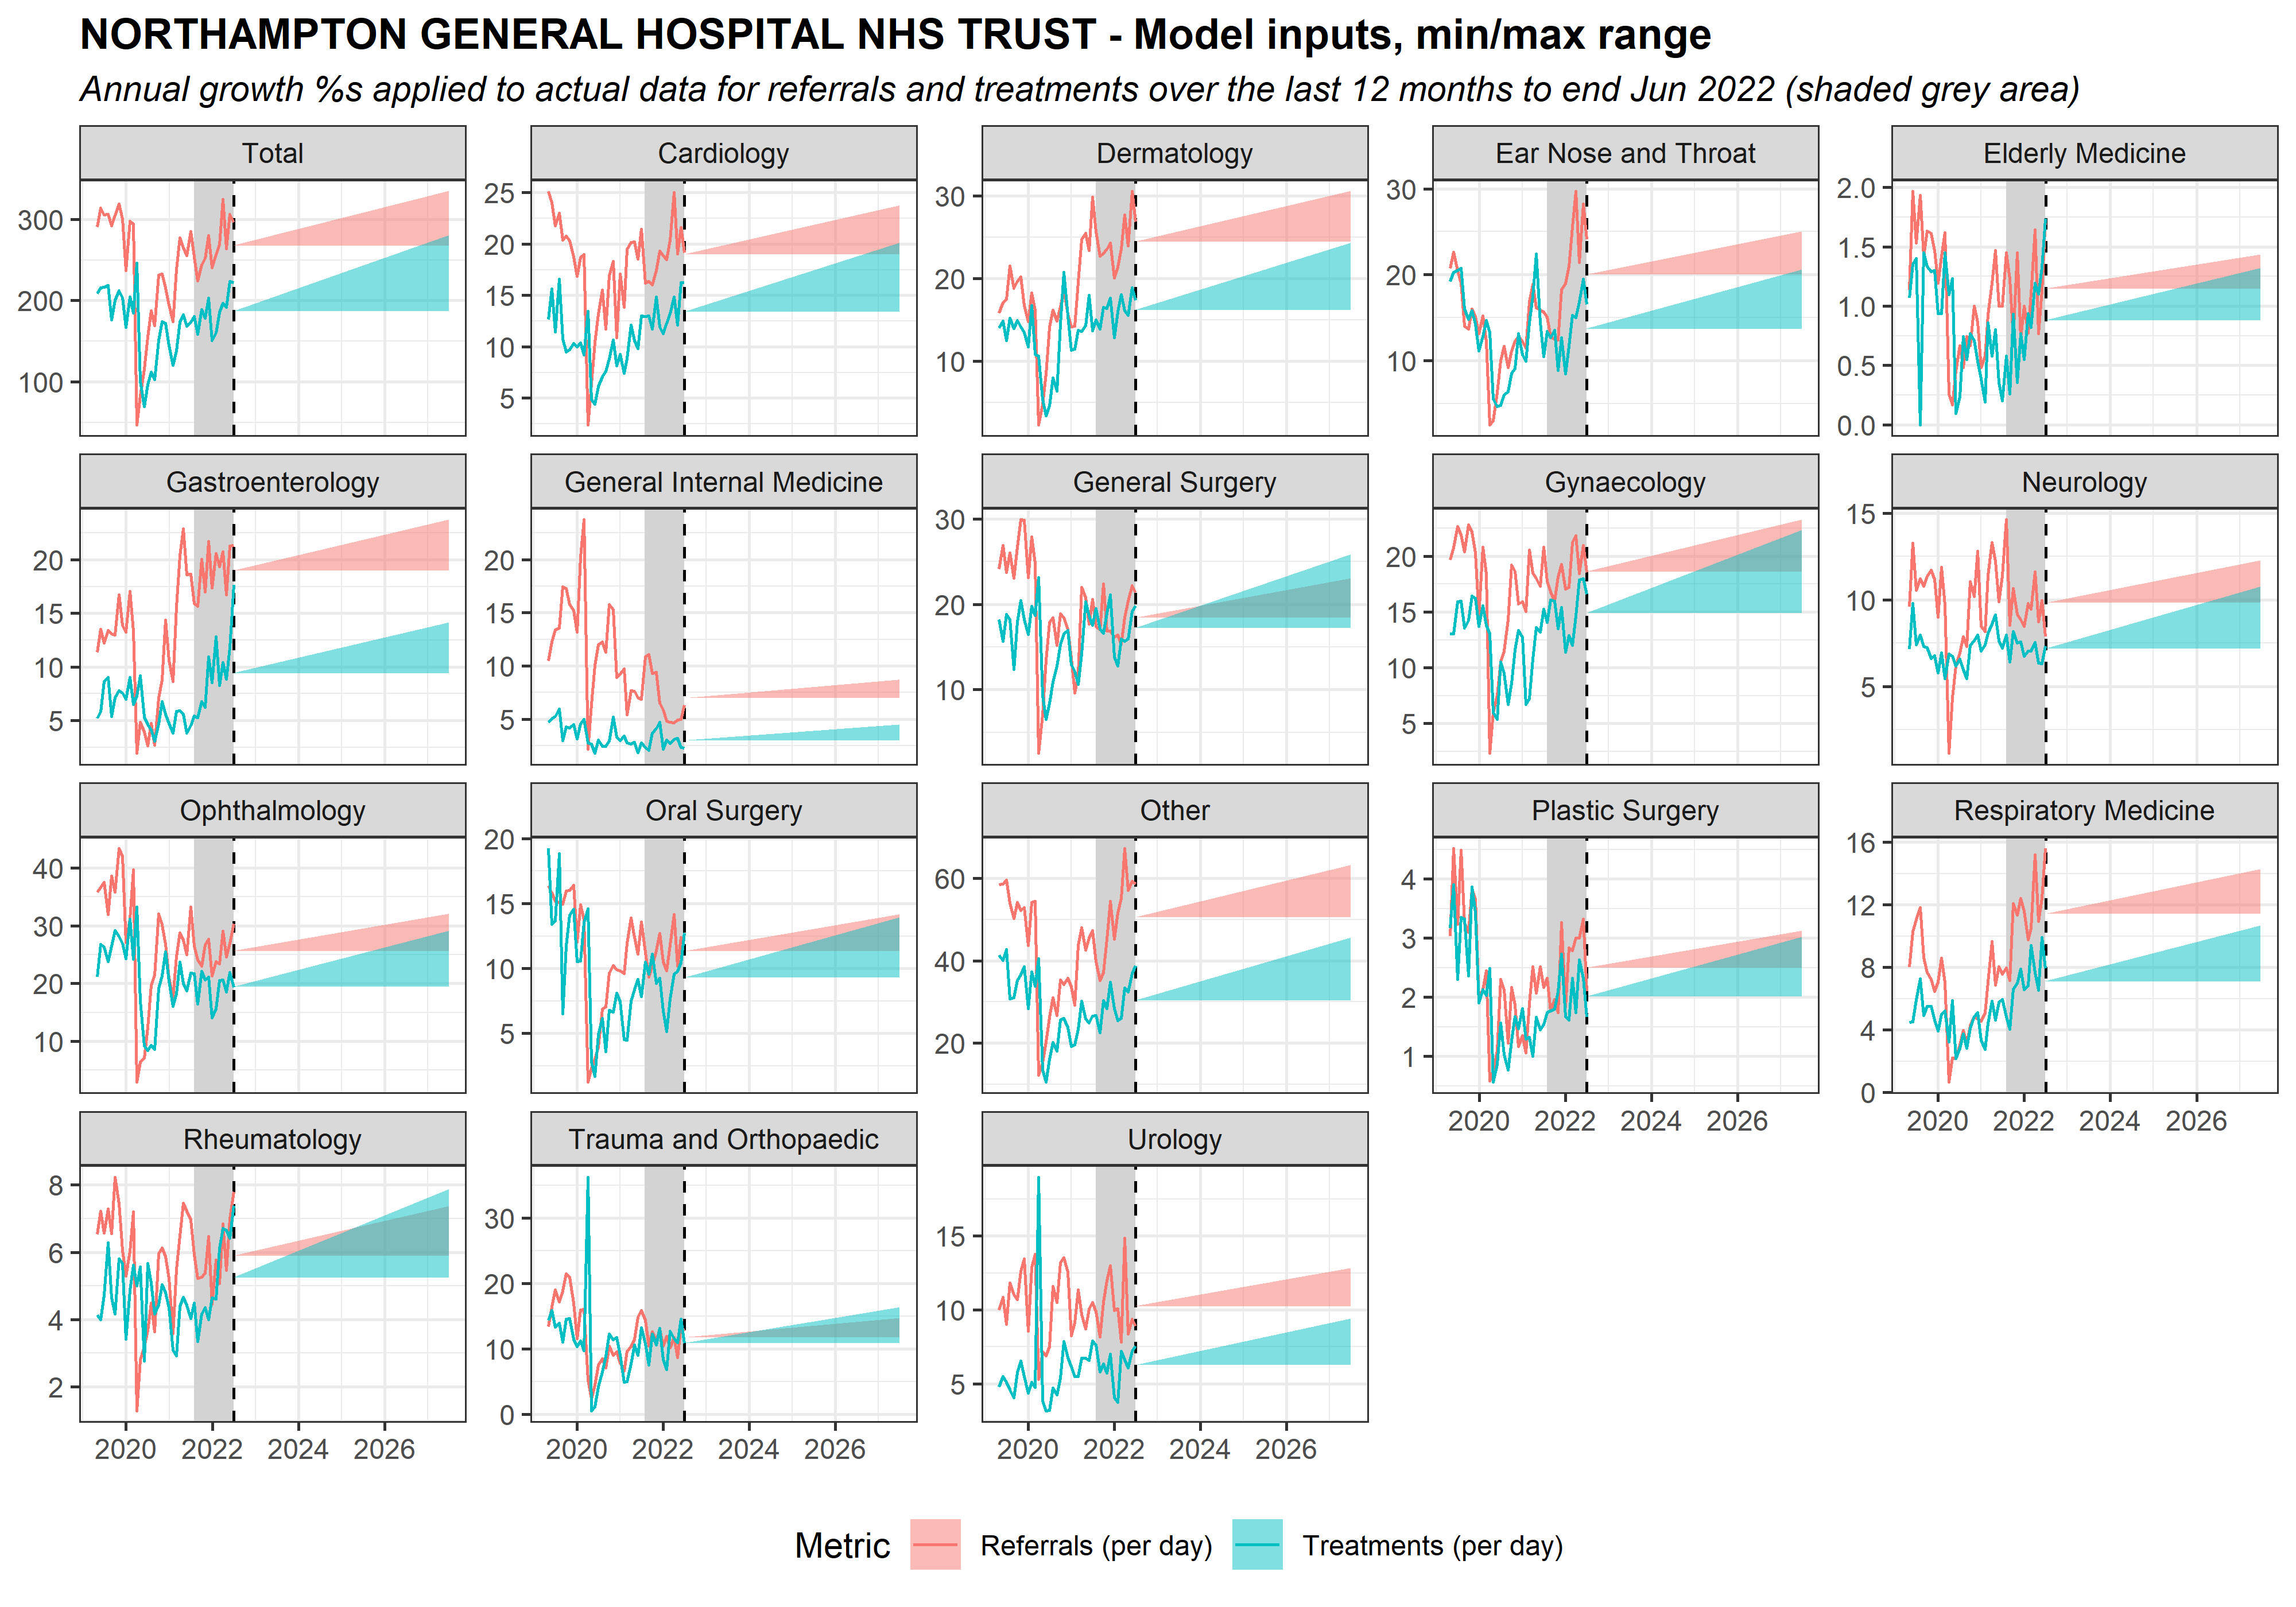 NORTHAMPTON GENERAL HOSPITAL NHS TRUST - Model inputs, min/max range
Annual growth %s applied to actual data for referrals and treatments over the last 12 months to end Jun 2022 (shaded grey area)
Total
300
200
100
Cardiology
25
20
15
10
5
Dermatology
30
20
10
Ear Nose and Throat
30
20
10
Elderly Medicine
2.0
1.5
1.0
0.5
0.0
Gastroenterology
20
15
10
5
General Internal Medicine
20
15
10
5
General Surgery
30
20
10
Gynaecology
20
15
10
5
Neurology
15
10
5
Ophthalmology
40
30
20
10
Oral Surgery
20
15
10
5
Other
60
40
20
Plastic Surgery
4
3
2
1
2020 2022 2024 2026
Respiratory Medicine
16
12
8
4
0
2020 2022 2024 2026
Rheumatology
8
6
4
2
2020 2022 2024 2026
Trauma and Orthopaedic
30
20
10
0
2020 2022 2024 2026
Urology
15
10
5
2020 2022 2024 2026
Metric Referrals (per day) Treatments (per day)